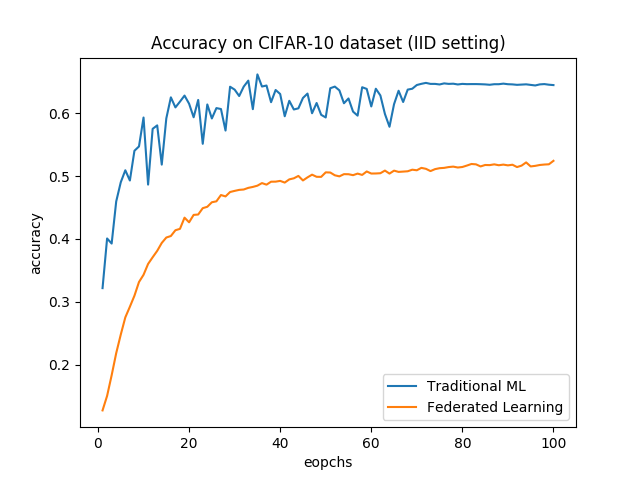 Accuracy on CIFAR-10 dataset (IID setting)
accuracy
0.6
0.5
0.4
0.3
0.2
Traditional ML
Federated Learning
0 20 40 60 80 100
eopchs